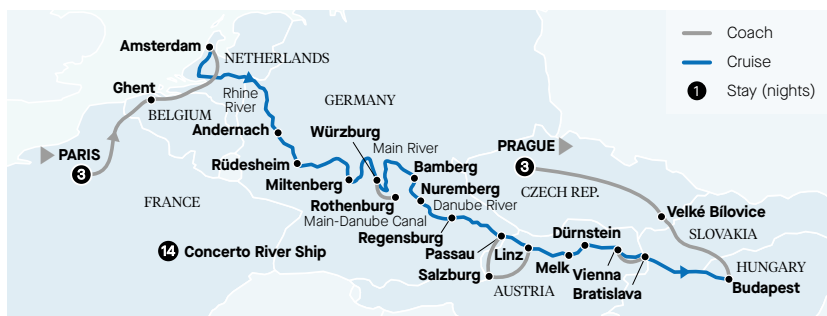 Coach
Cruise
1 Stay (nights)
Amsterdam
NETHERLANDS
Ghent
Rhine
River
BELGIUM
GERMANY
Andernach
Würzburg
Main River
PARIS
3
Rüdesheim
Bamberg
PRAGUE
3
Miltenberg
Nuremberg
CZECH REP.
FRANCE
Rothenburg
Danube River
Main-Danube Canal
Velké Bílovice
Regensburg
Dürnstein
SLOVAKIA
14 Concerto River Ship
Passau
Linz
Melk
Vienna
HUNGARY
Salzburg
AUSTRIA
Bratislava
Budapest